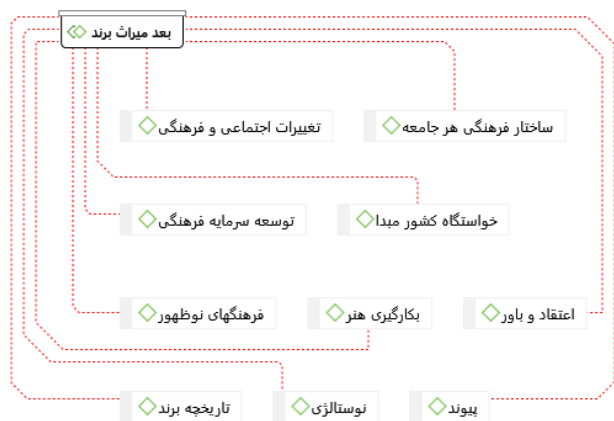 بعد میراث برند
ساختار فرهنگی هر جامعه
تغییرات اجتماعی و فرهنگی
خواستگاه کشور مبدا
توسعه سرمایه فرهنگی
اعتقاد و باور
بکارگیری هنر
فرهنگهای نوظهور
پیوند
نوستالژی
تاریخچه برند